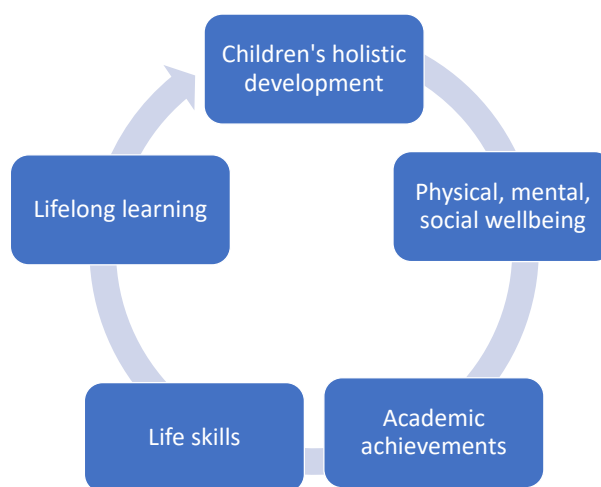 Children's holistic
development
Physical, mental,
social wellbeing
Academic
achievements
Life skills
Lifelong learning